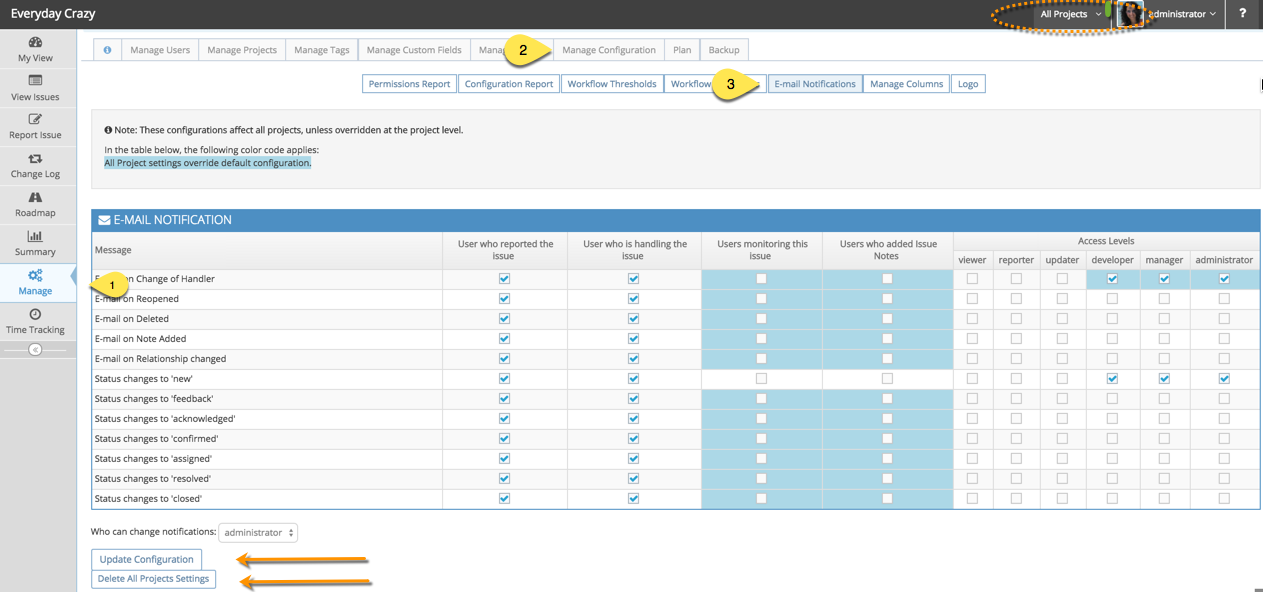 Everyday Crazy
All Projects
administrator
?
My View
View Issues
Report Issue
Change Log
Roadmap
Summary
Manage
Time Tracking
Manage Users
Manage Projects
Manage Tags
Manage Custom Fields
Mana
2
Manage Configuration
Plan
Backup
Permissions Report
Configuration Report
Workflow Thresholds
Workflow
3
E-mail Notifications
Manage Columns
Logo
Note: These configurations affect all projects, unless overridden at the project level.
In the table below, the following color code applies:
All Project settings override default configuration.
E-MAIL NOTIFICATION
Message
User who reported the
issue
User who is handling the
issue
Users monitoring this
issue
Users who added Issue
Notes
Access Levels
viewer
reporter
updater
developer
manager
administrator
1
on Change of Handler
E-mail on Reopened
E-mail on Deleted
E-mail on Note Added
E-mail on Relationship changed
Status changes to 'new'
Status changes to 'feedback'
Status changes to 'acknowledged'
Status changes to 'confirmed'
Status changes to 'assigned'
Status changes to 'resolved'
Status changes to 'closed'
Who can change notifications: administrator
Update Configuration
Delete All Projects Settings